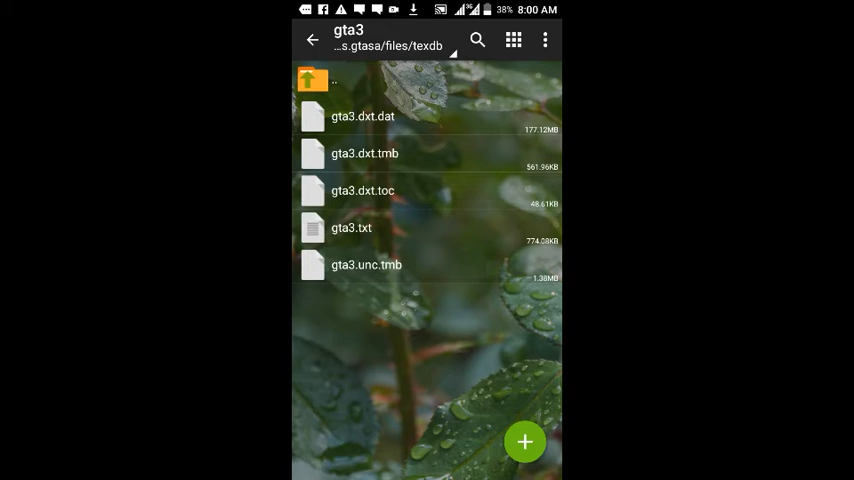 3G 38% 8:00 AM
gta3
...s.gtasa/files/texdb
..
gta3.dxt.dat
177.12MB
gta3.dxt.tmb
561.96KB
gta3.dxt.toc
48.61KB
gta3.txt
774.08KB
gta3.unc.tmb
1.38MB